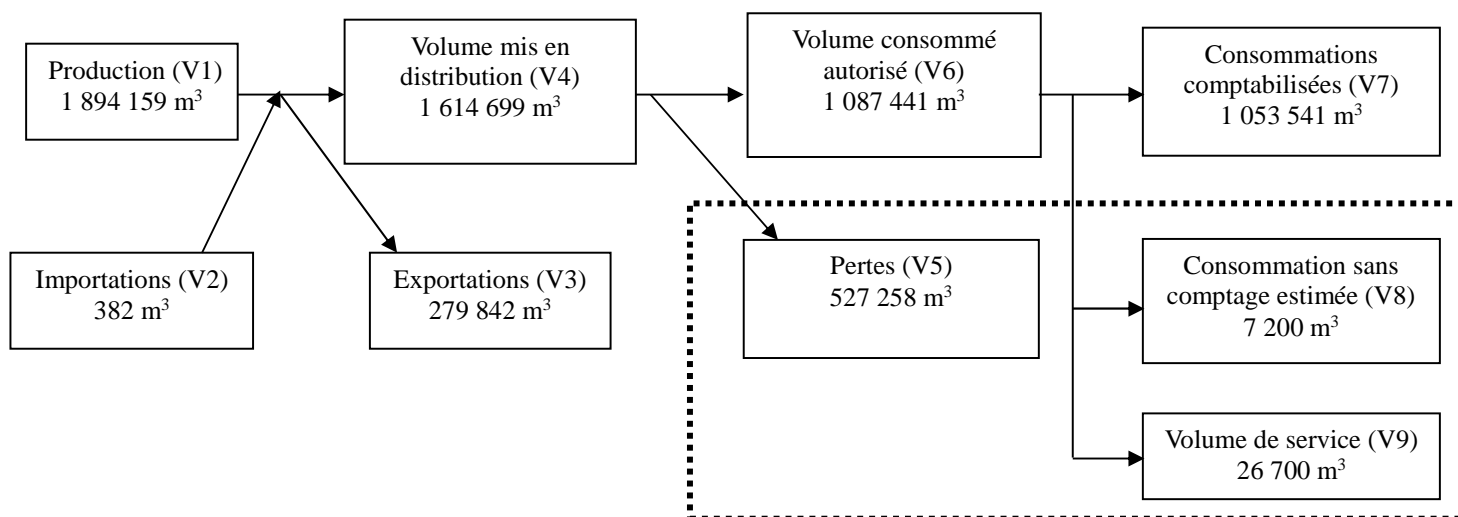 Production (V1)
1 894 159 m³
Volume mis en
distribution (V4)
1 614 699 m³
Volume consommé
autorisé (V6)
1 087 441 m³
Consommations
comptabilisées (V7)
1 053 541 m³
Importations (V2)
382 m³
Exportations (V3)
279 842 m³
Pertes (V5)
527 258 m³
Consommation sans
comptage estimée (V8)
7 200 m³
Volume de service (V9)
26 700 m³